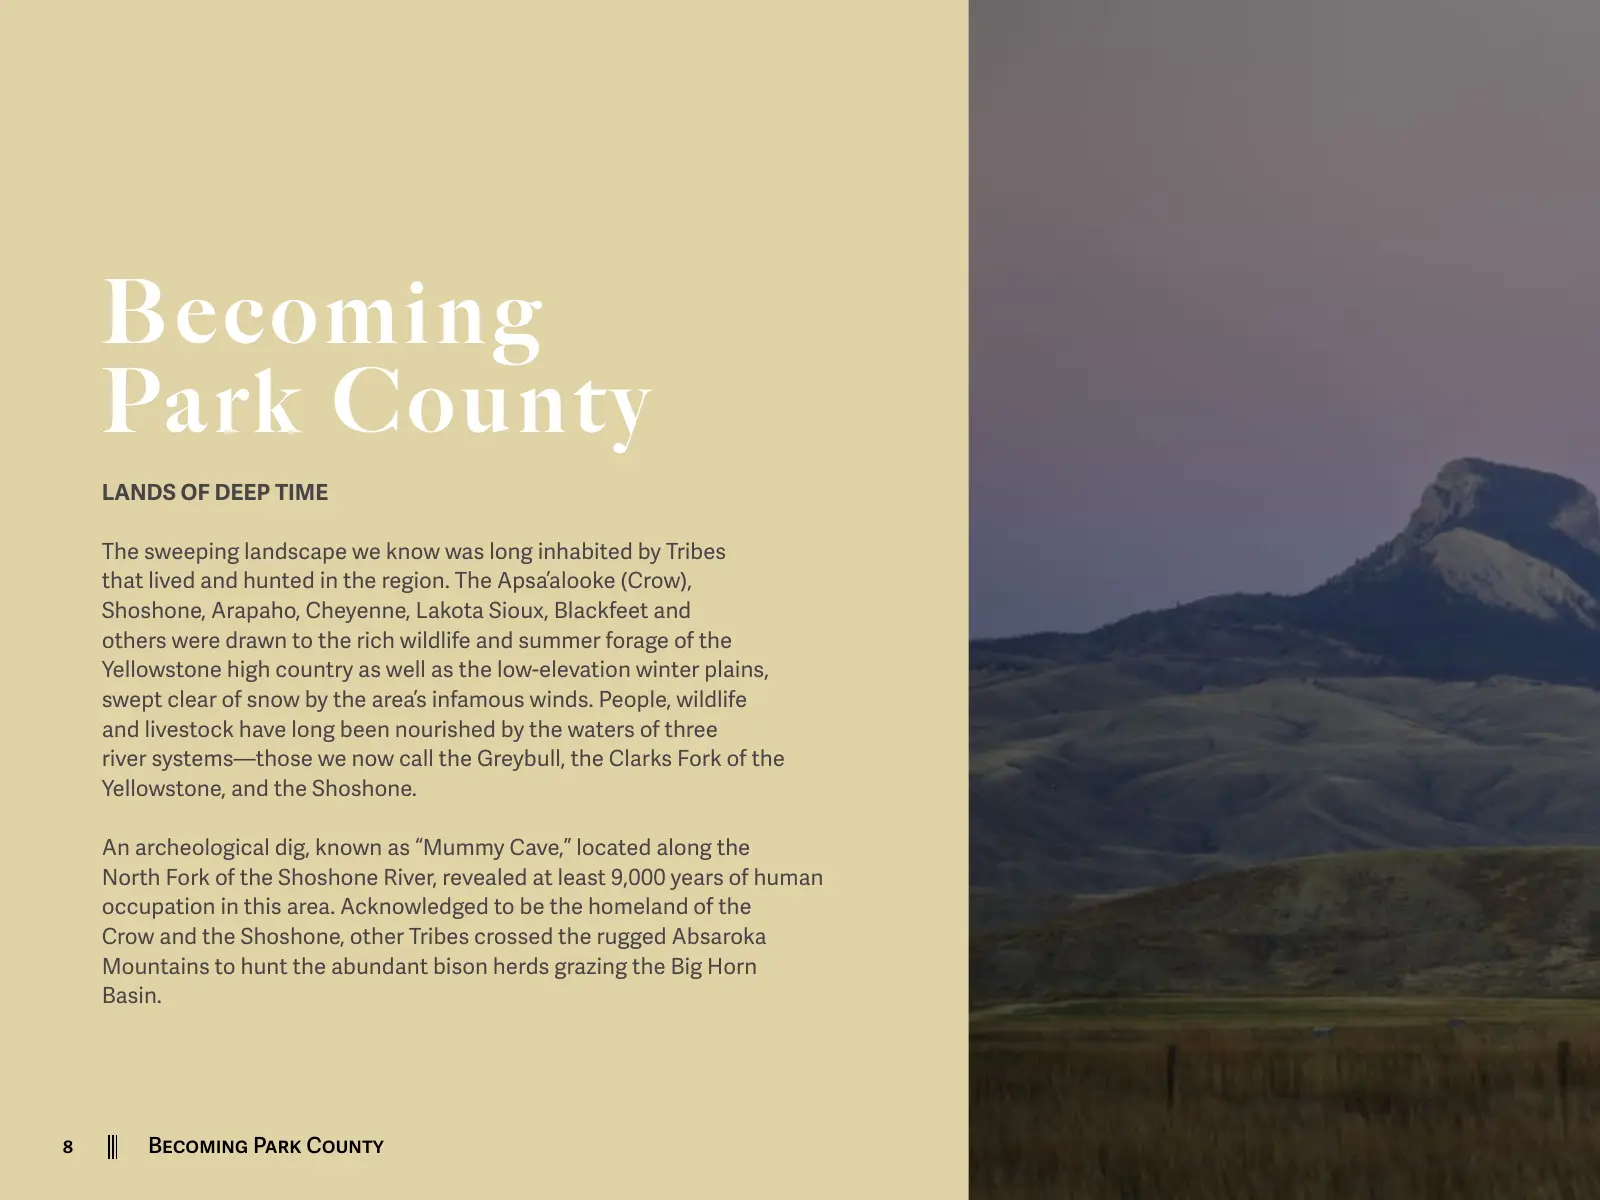 Becoming
Park County
LANDS OF DEEP TIME
The sweeping landscape we know was long inhabited by Tribes
that lived and hunted in the region. The Apsa’alooke (Crow),
Shoshone, Arapaho, Cheyenne, Lakota Sioux, Blackfeet and
others were drawn to the rich wildlife and summer forage of the
Yellowstone high country as well as the low-elevation winter plains,
swept clear of snow by the area’s infamous winds. People, wildlife
and livestock have long been nourished by the waters of three
river systems—those we now call the Greybull, the Clarks Fork of the
Yellowstone, and the Shoshone.
An archeological dig, known as “Mummy Cave,” located along the
North Fork of the Shoshone River, revealed at least 9,000 years of human
occupation in this area. Acknowledged to be the homeland of the
Crow and the Shoshone, other Tribes crossed the rugged Absaroka
Mountains to hunt the abundant bison herds grazing the Big Horn
Basin.
8 Becoming Park County